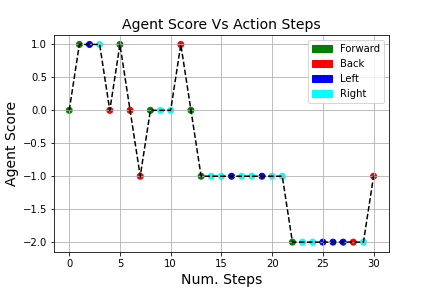 Agent Score Vs Action Steps
Agent Score
1.0
0.5
0.0
−0.5
−1.0
−1.5
−2.0
Forward
Back
Left
Right
0 5 10 15 20 25 30
Num. Steps